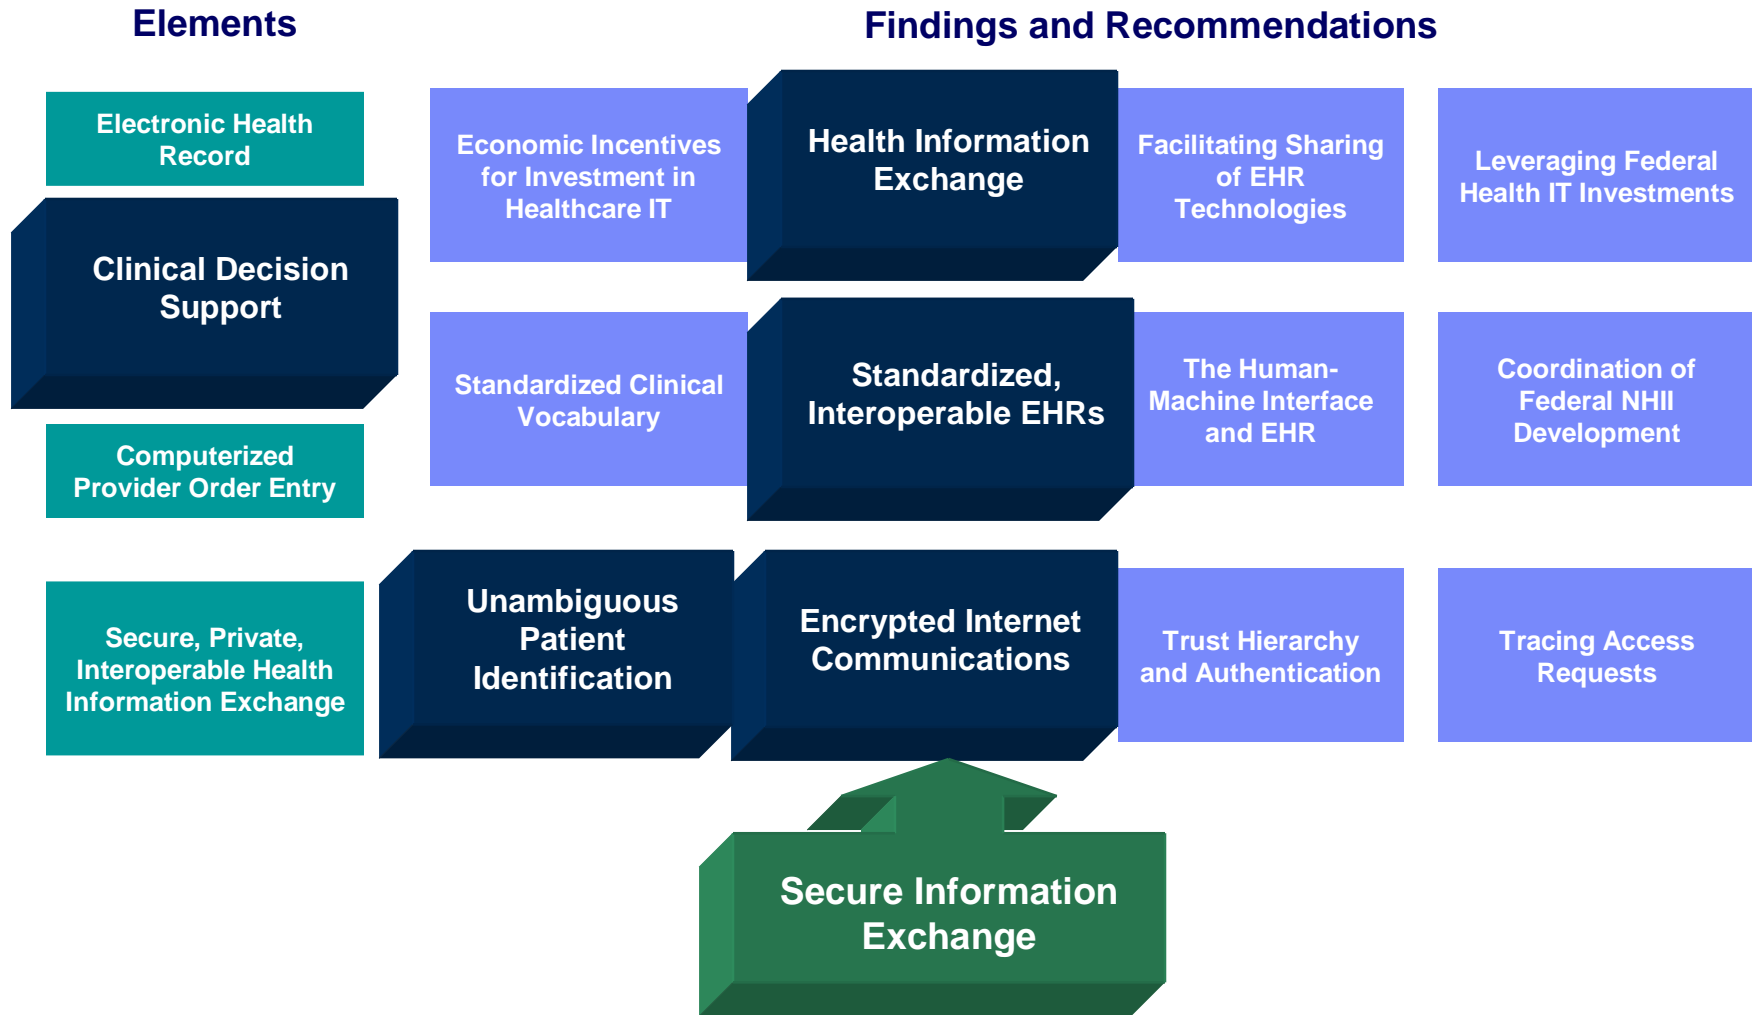 Elements
Findings and Recommendations
Electronic Health
Record
Clinical Decision
Support
Computerized
Provider Order Entry
Secure, Private,
Interoperable Health
Information Exchange
Economic Incentives
for Investment in
Healthcare IT
Health Information
Exchange
Facilitating Sharing
of EHR
Technologies
Leveraging Federal
Health IT Investments
Standardized Clinical
Vocabulary
Standardized,
Interoperable EHRs
The Human-
Machine Interface
and EHR
Coordination of
Federal NHII
Development
Unambiguous
Patient
Identification
Encrypted Internet
Communications
Trust Hierarchy
and Authentication
Tracing Access
Requests
Secure Information
Exchange